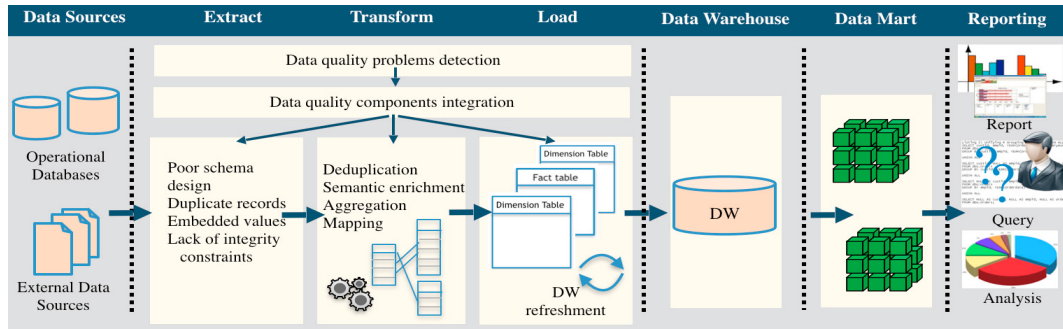 Data Sources
Extract
Transform
Load
Data Warehouse
Data Mart
Reporting
Data quality problems detection
Data quality components integration
Operational
Databases
External Data
Sources
Poor schema
design
Duplicate records
Embedded values
Lack of integrity
constraints
Deduplication
Semantic enrichment
Aggregation
Mapping
Dimension Table
Fact table
Dimension Table
DW
refreshment
DW
Report
??
?
Query
Analysis